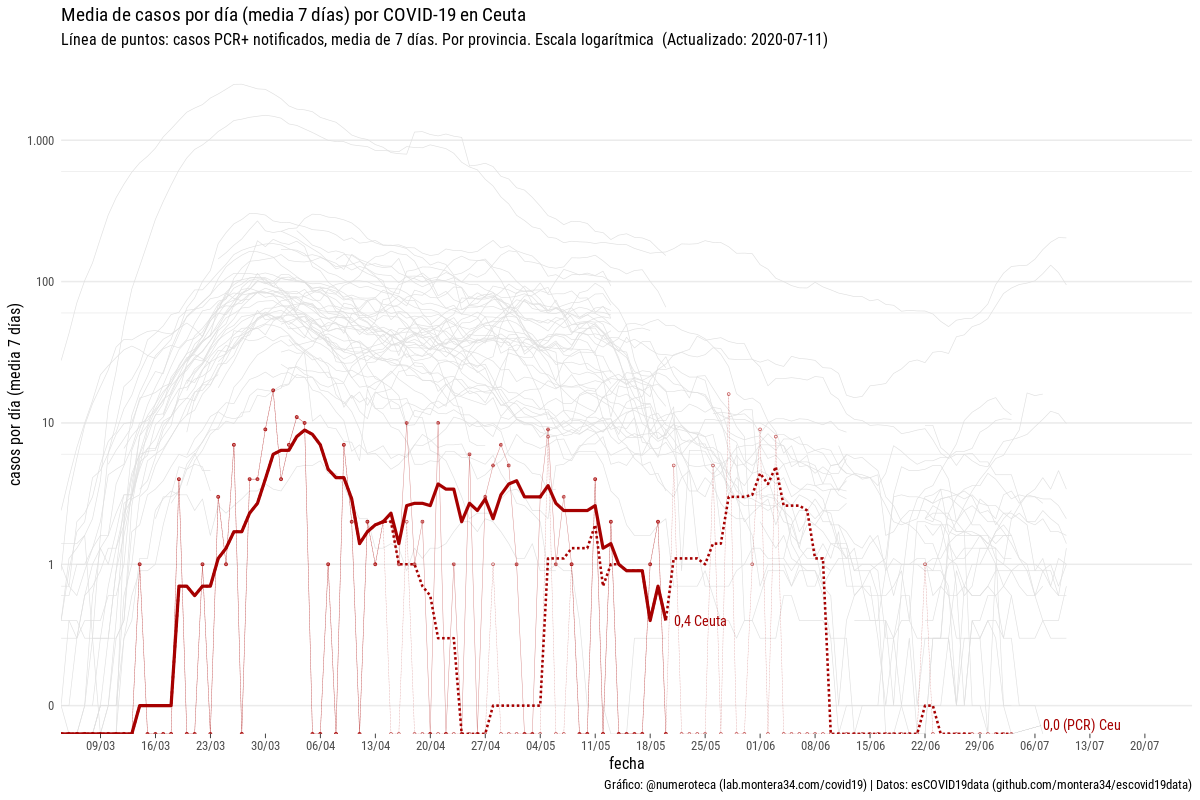 Media de casos por día (media 7 días) por COVID-19 en Ceuta
Línea de puntos: casos PCR+ notificados, media de 7 días. Por provincia. Escala logarítmica  (Actualizado: 2020-07-11)
casos por día (media 7 días)
1.000
100
10
1
0
0,4 Ceuta
0,0 (PCR) Ceu
09/03 16/03 23/03 30/03 06/04 13/04 20/04 27/04 04/05 11/05 18/05 25/05 01/06 08/06 15/06 22/06 29/06 06/07 13/07 20/07
fecha
Gráfico: @numeroteca (lab.montera34.com/covid19) | Datos: esCOVID19data (github.com/montera34/escovid19data)